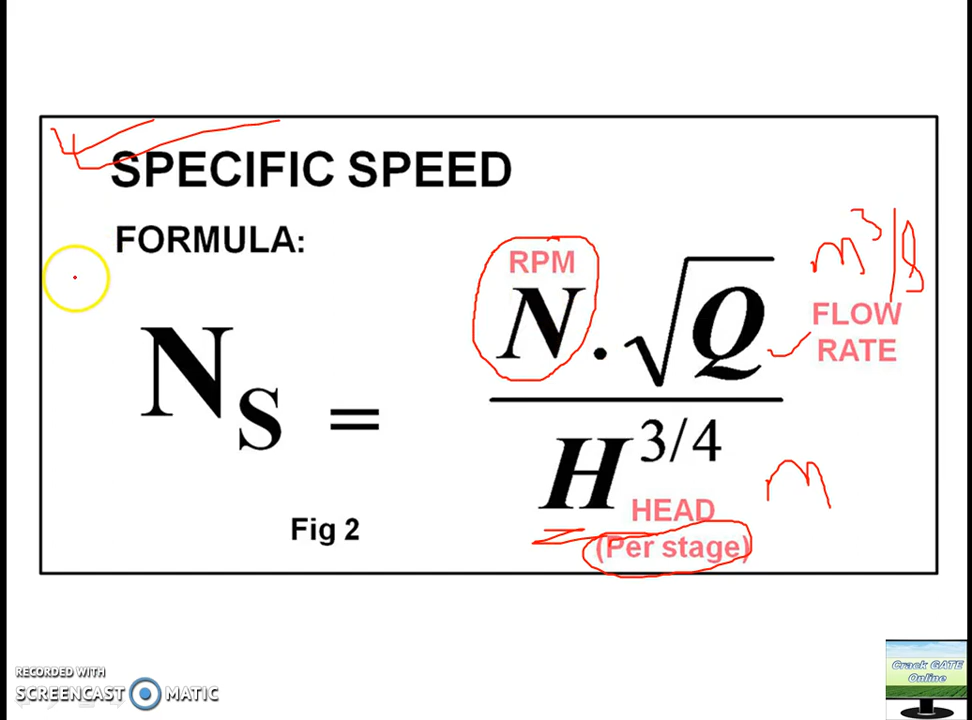 SPECIFIC SPEED
FORMULA:
N_S = RPM N . √Q / H^3/4
m³/s
FLOW
RATE
m
HEAD
(Per stage)
Fig 2
RECORDED WITH
SCREENCAST MATIC
Crack GATE
Online